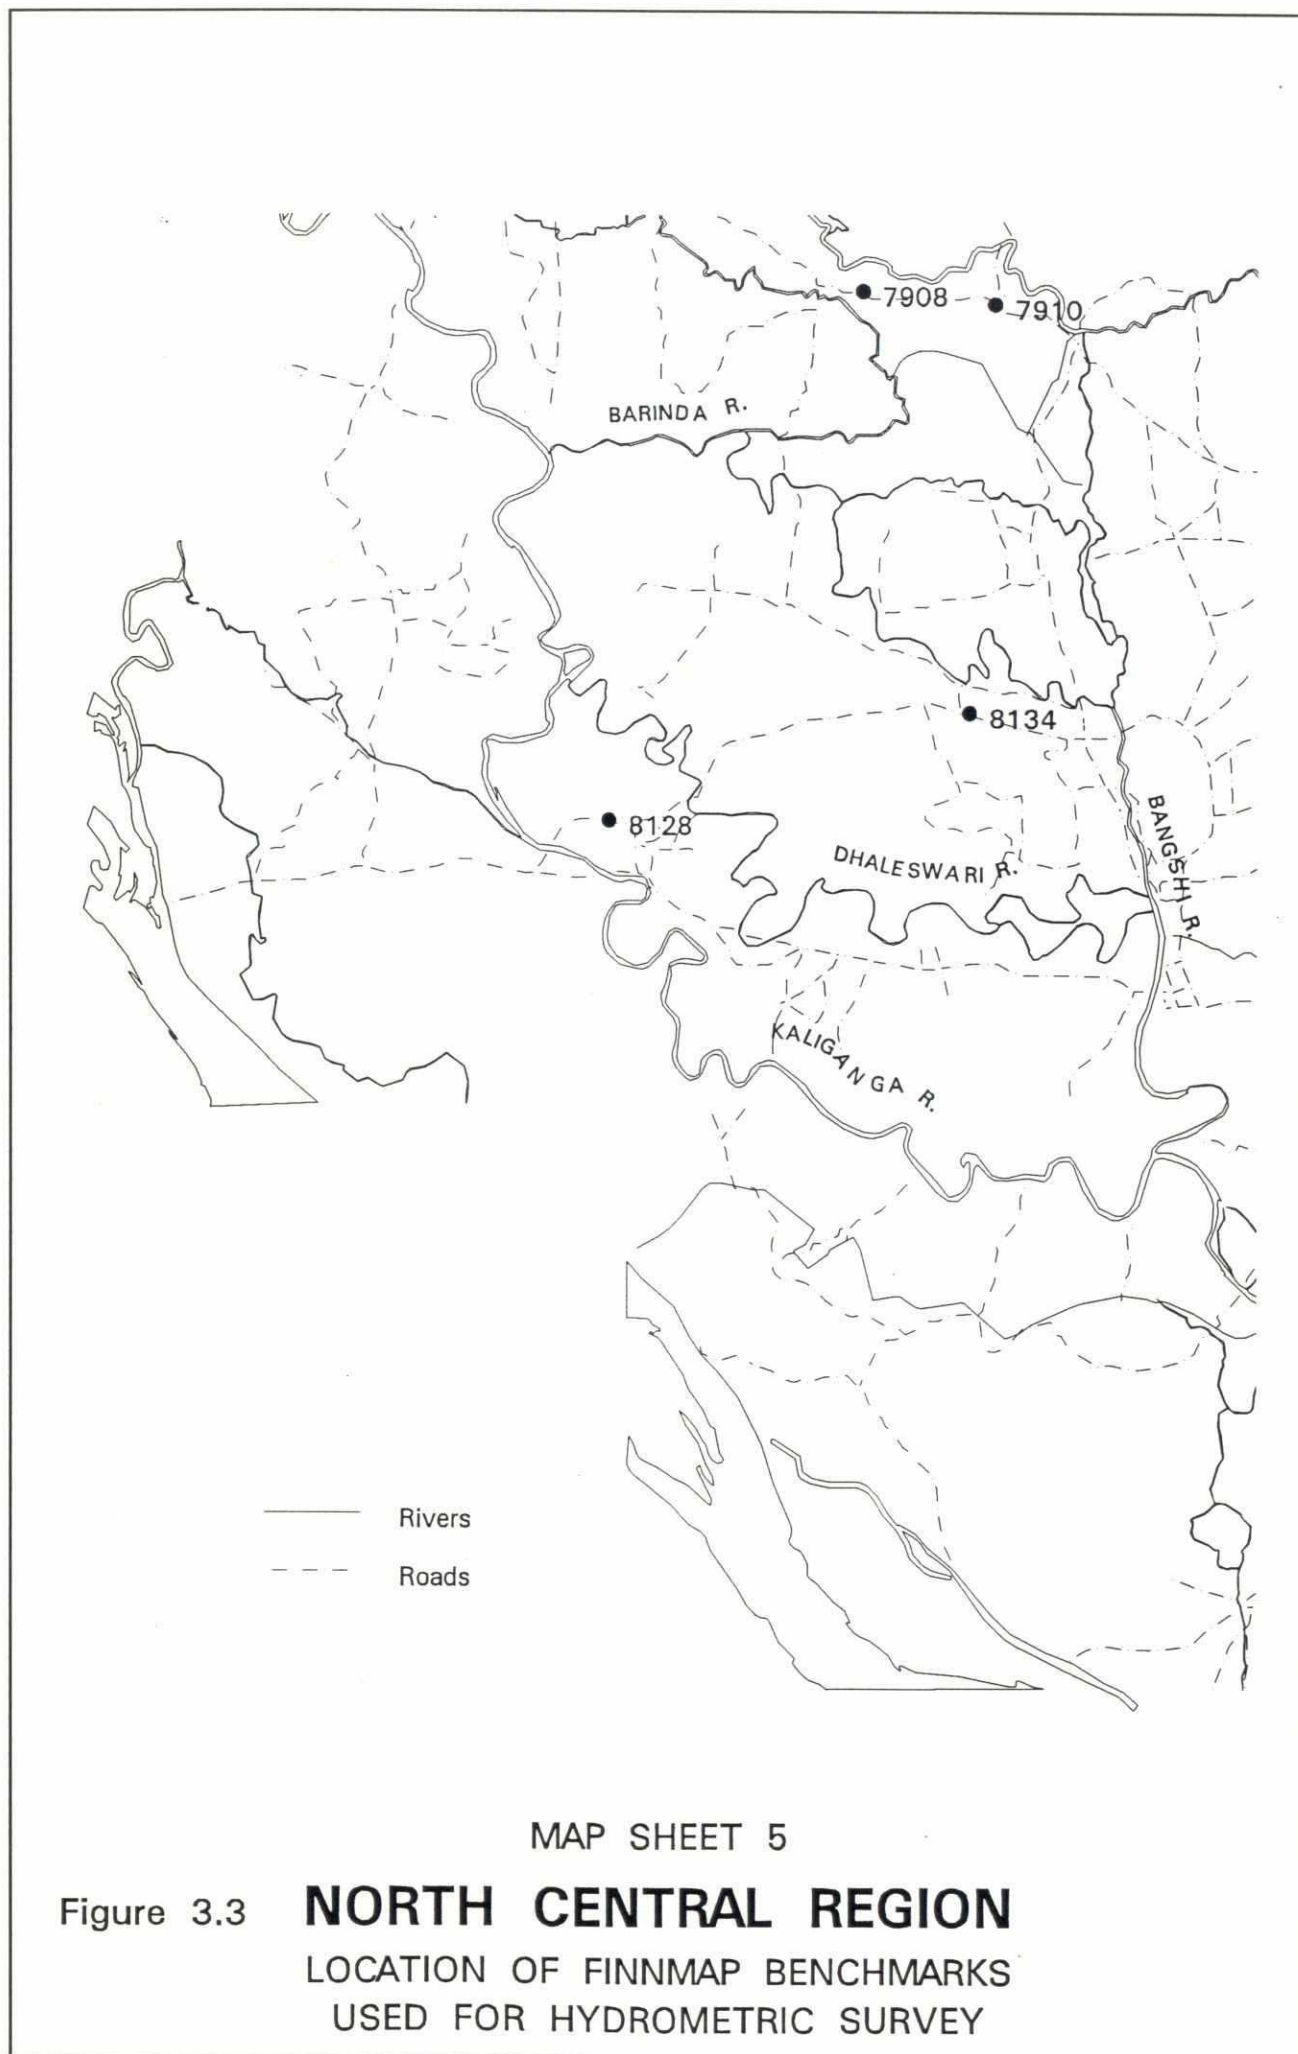 7908
7910
BARINDA R.
8134
8128
BANGSHI R.
DHALESWARI R.
KALIGANGA R.
Rivers
Roads
MAP SHEET 5
Figure 3.3 NORTH CENTRAL REGION
LOCATION OF FINNMAP BENCHMARKS
USED FOR HYDROMETRIC SURVEY